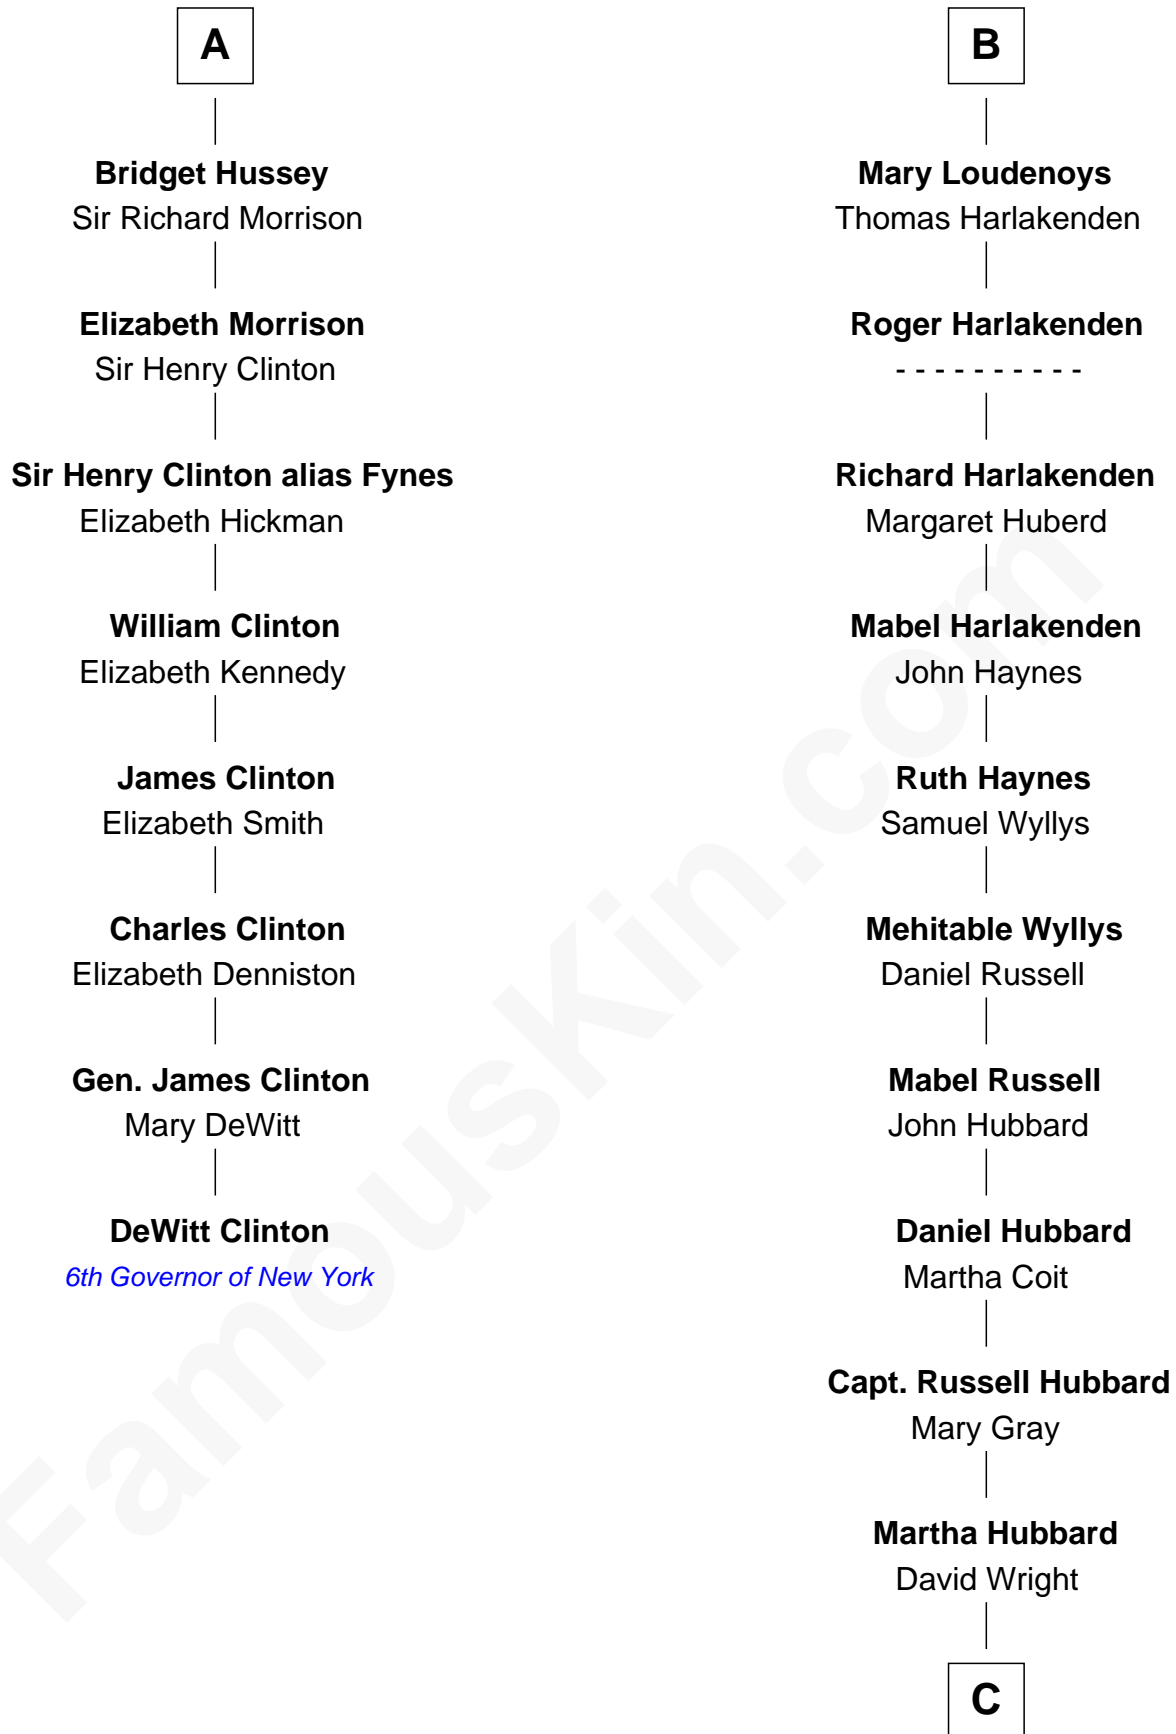 A
Bridget Hussey
Sir Richard Morrison
Elizabeth Morrison
Sir Henry Clinton
Sir Henry Clinton alias Fynes
Elizabeth Hickman
William Clinton
Elizabeth Kennedy
James Clinton
Elizabeth Smith
Charles Clinton
Elizabeth Denniston
Gen. James Clinton
Mary DeWitt
DeWitt Clinton
6th Governor of New York
B
Mary Loudenoys
Thomas Harlakenden
Roger Harlakenden
- - - - - - - - - -
Richard Harlakenden
Margaret Huberd
Mabel Harlakenden
John Haynes
Ruth Haynes
Samuel Wyllys
Mehitable Wyllys
Daniel Russell
Mabel Russell
John Hubbard
Daniel Hubbard
Martha Coit
Capt. Russell Hubbard
Mary Gray
Martha Hubbard
David Wright
C
FamousKin.com